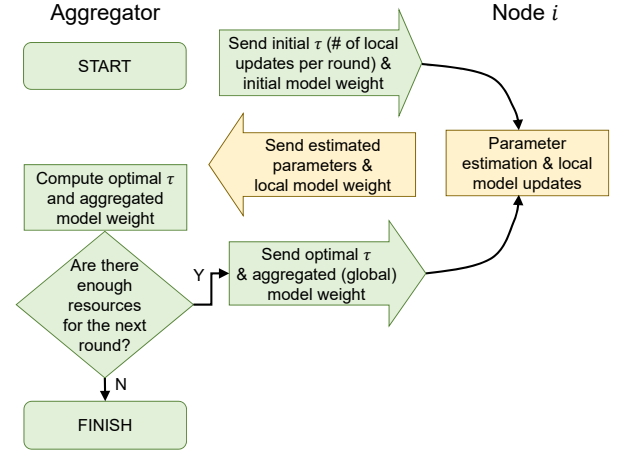 Aggregator
Node i
START
Send initial τ (# of local
updates per round) &
initial model weight
Send estimated
parameters &
local model weight
Parameter
estimation & local
model updates
Compute optimal τ
and aggregated
model weight
Are there
enough
resources
for the next
round?
Y
Send optimal τ
& aggregated (global)
model weight
N
FINISH